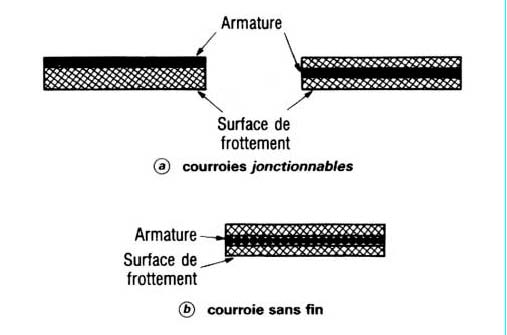 Armature
Surface de
frottement
ⓐ courroies jonctionnables
Armature
Surface de
frottement
ⓑ courroie sans fin